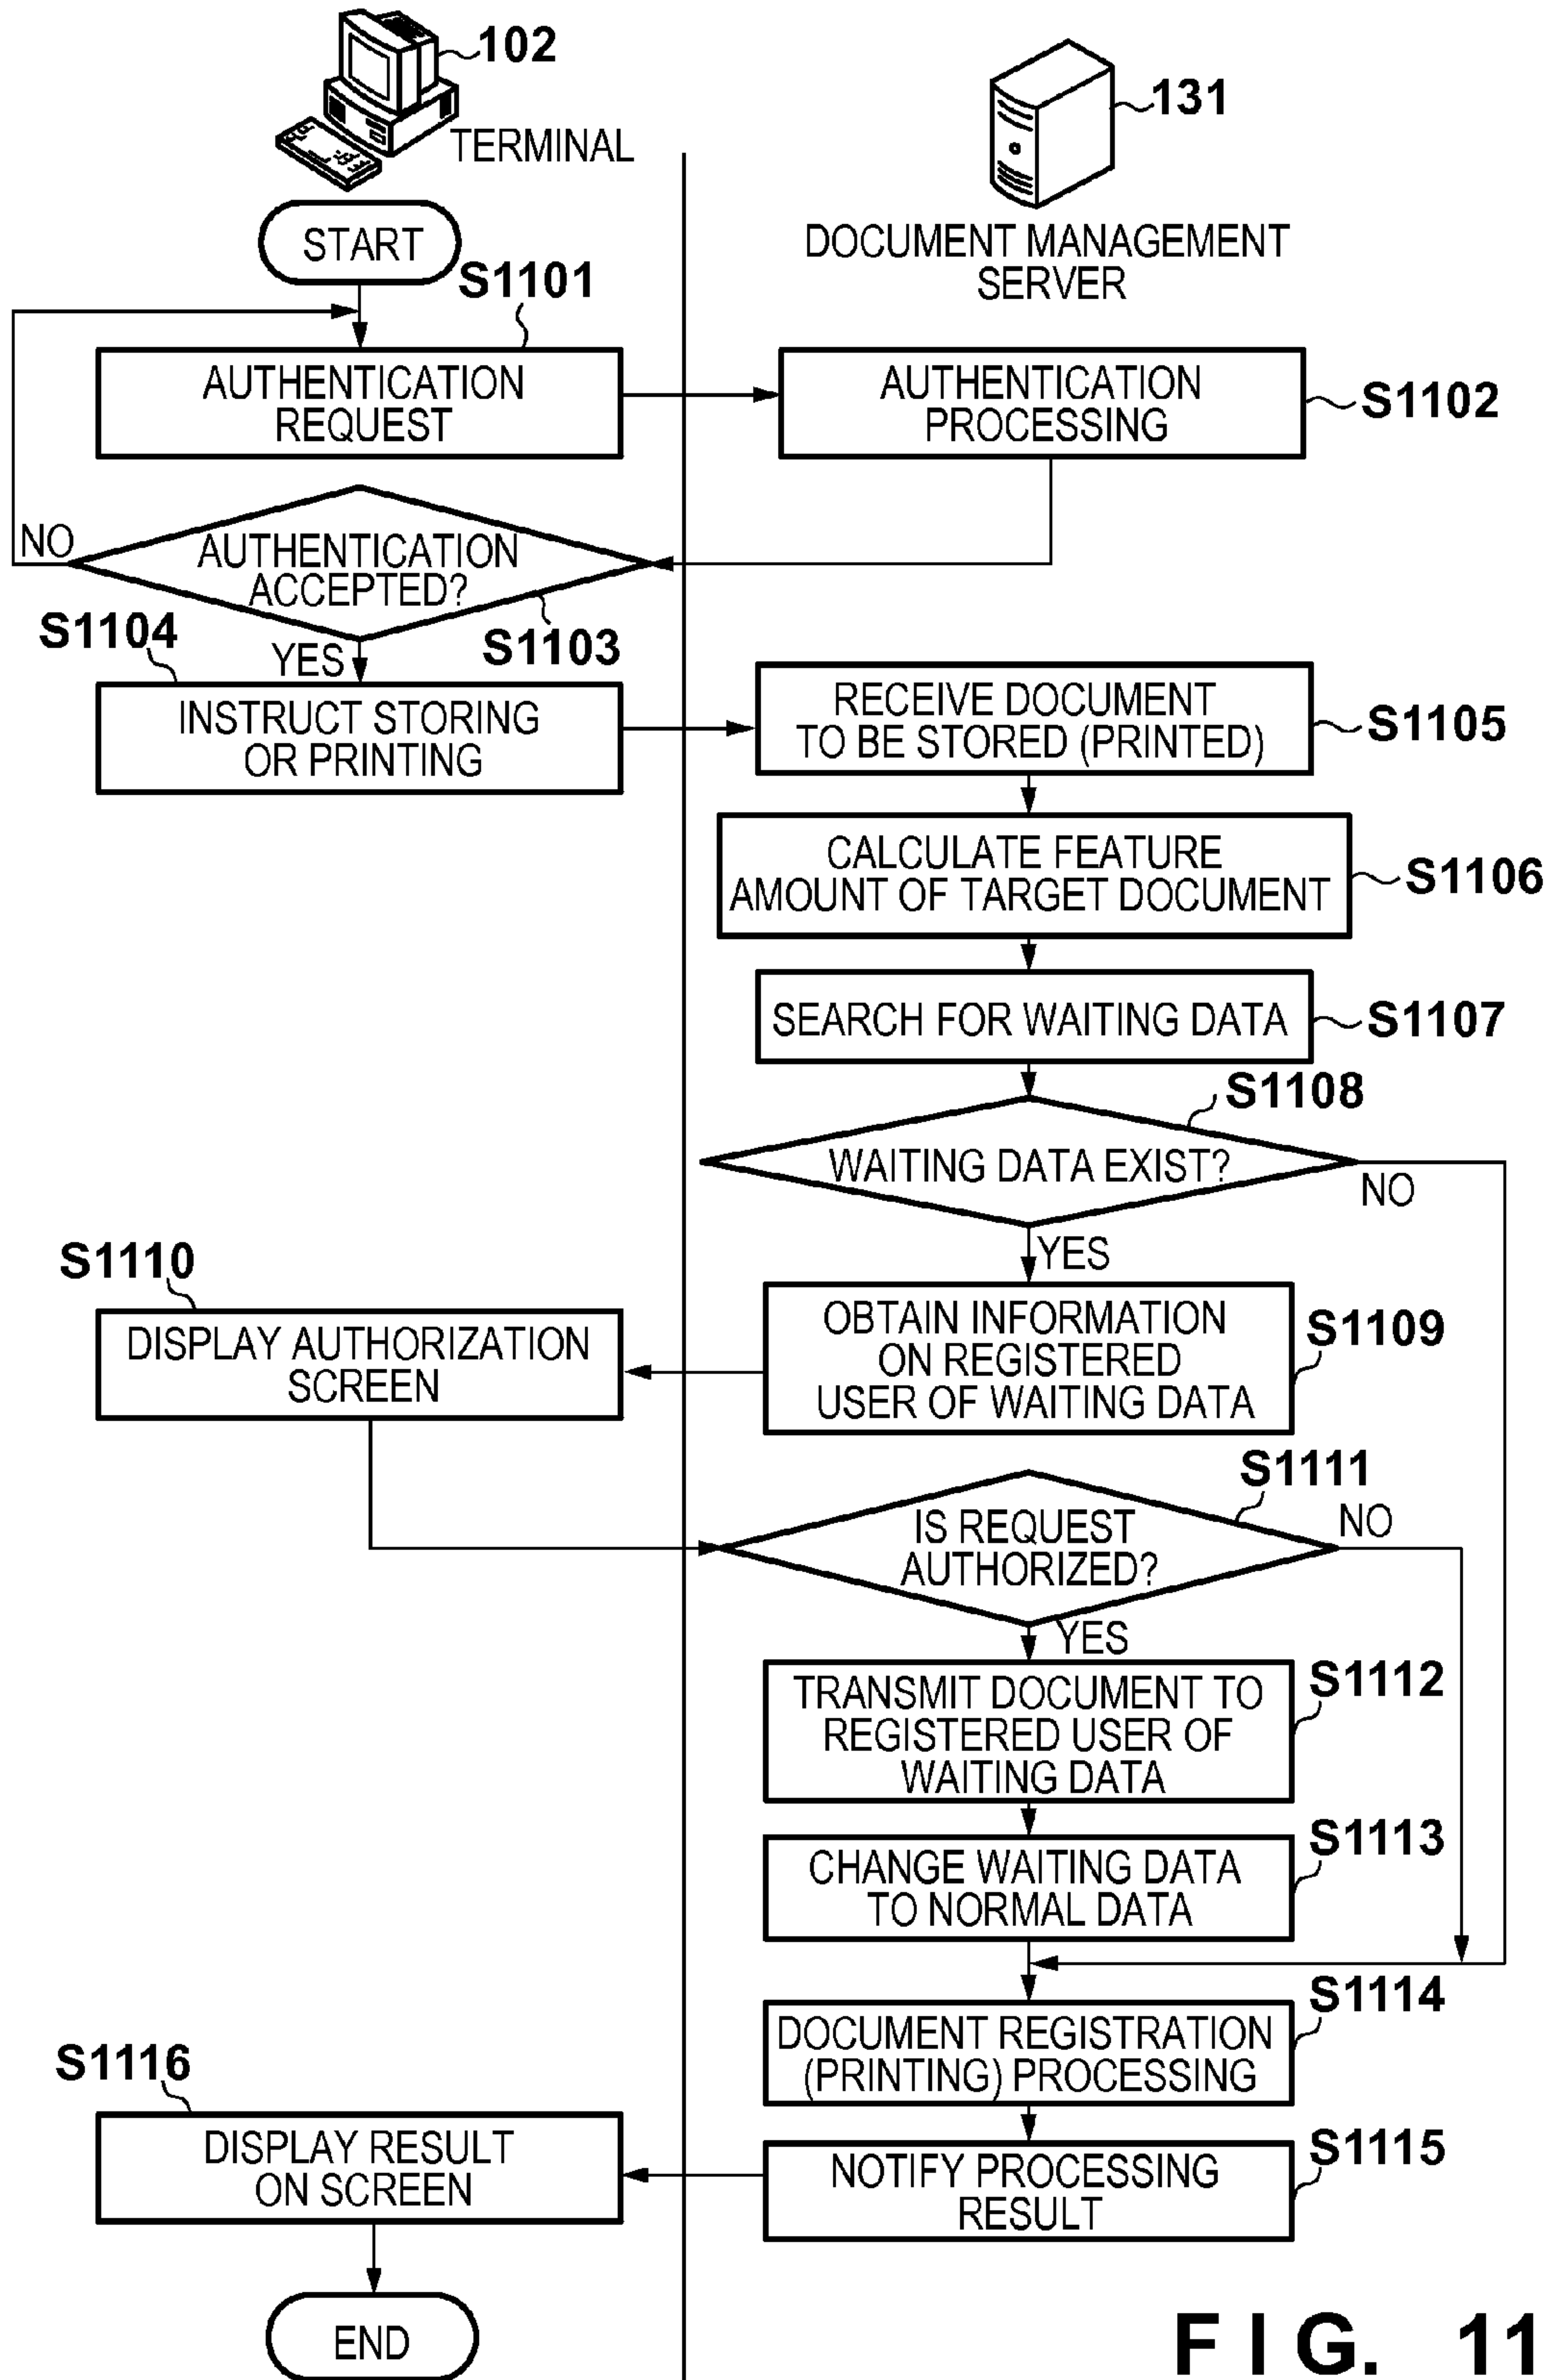 102
TERMINAL
131
DOCUMENT MANAGEMENT
SERVER
START
S1101
AUTHENTICATION
REQUEST
AUTHENTICATION
PROCESSING
S1102
NO
AUTHENTICATION
ACCEPTED?
S1103
S1104
YES
INSTRUCT STORING
OR PRINTING
RECEIVE DOCUMENT
TO BE STORED (PRINTED)
S1105
CALCULATE FEATURE
AMOUNT OF TARGET DOCUMENT
S1106
SEARCH FOR WAITING DATA
S1107
S1108
WAITING DATA EXIST?
NO
YES
S1110
DISPLAY AUTHORIZATION
SCREEN
OBTAIN INFORMATION
ON REGISTERED
USER OF WAITING DATA
S1109
S1111
IS REQUEST
AUTHORIZED?
NO
YES
TRANSMIT DOCUMENT TO
REGISTERED USER OF
WAITING DATA
S1112
CHANGE WAITING DATA
TO NORMAL DATA
S1113
S1114
DOCUMENT REGISTRATION
(PRINTING) PROCESSING
S1116
DISPLAY RESULT
ON SCREEN
NOTIFY PROCESSING
RESULT
S1115
END
FIG. 11